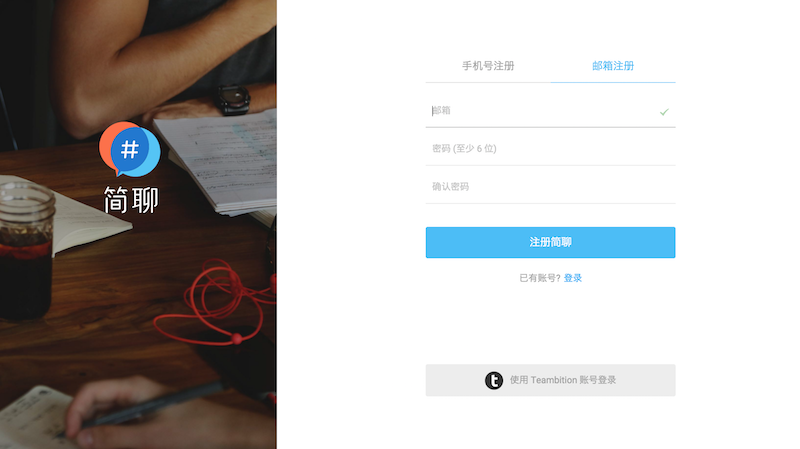 #
简聊
手机号注册
邮箱注册
邮箱
密码 (至少 6 位)
确认密码
注册简聊
已有账号? 登录
t 使用 Teambition 账号登录